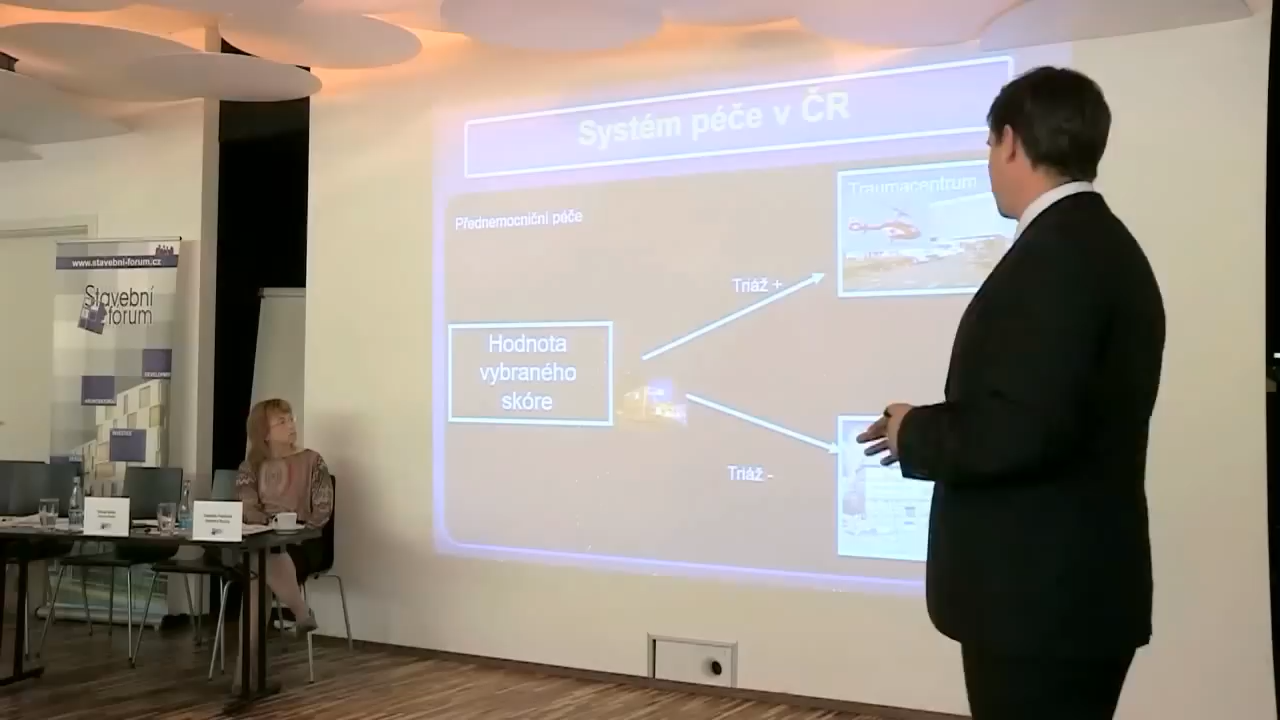 Systém péče v ČR
Traumacentrum
Přednemocniční péče
Triáž +
Hodnota
vybraného
skóre
Triáž -
www.stavebni-forum.cz
Stavební
forum